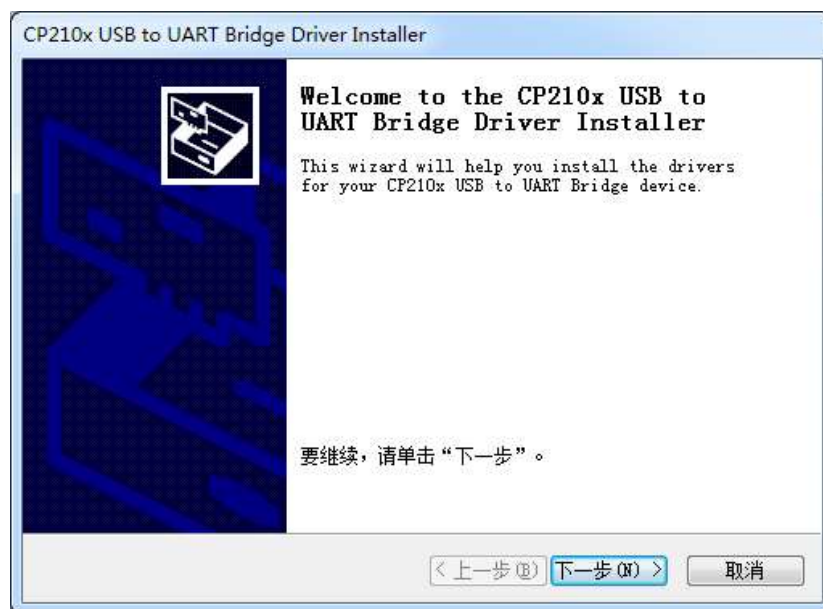 CP210x USB to UART Bridge Driver Installer
Welcome to the CP210x USB to
UART Bridge Driver Installer
This wizard will help you install the drivers
for your CP210x USB to UART Bridge device.
要继续，请单击“下一步”。
< 上一步(B) 下一步(N) > 取消